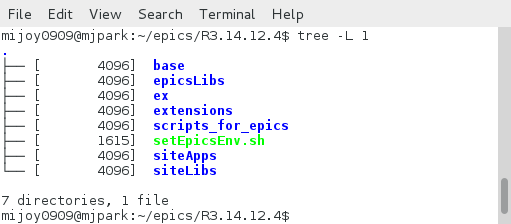 File Edit View Search Terminal Help
mijoy0909@mjpark:~/epics/R3.14.12.4$ tree -L 1
.
├── [       4096]  base
├── [       4096]  epicsLibs
├── [       4096]  ex
├── [       4096]  extensions
├── [       4096]  scripts_for_epics
├── [       1615]  setEpicsEnv.sh
├── [       4096]  siteApps
└── [       4096]  siteLibs
7 directories, 1 file
mijoy0909@mjpark:~/epics/R3.14.12.4$